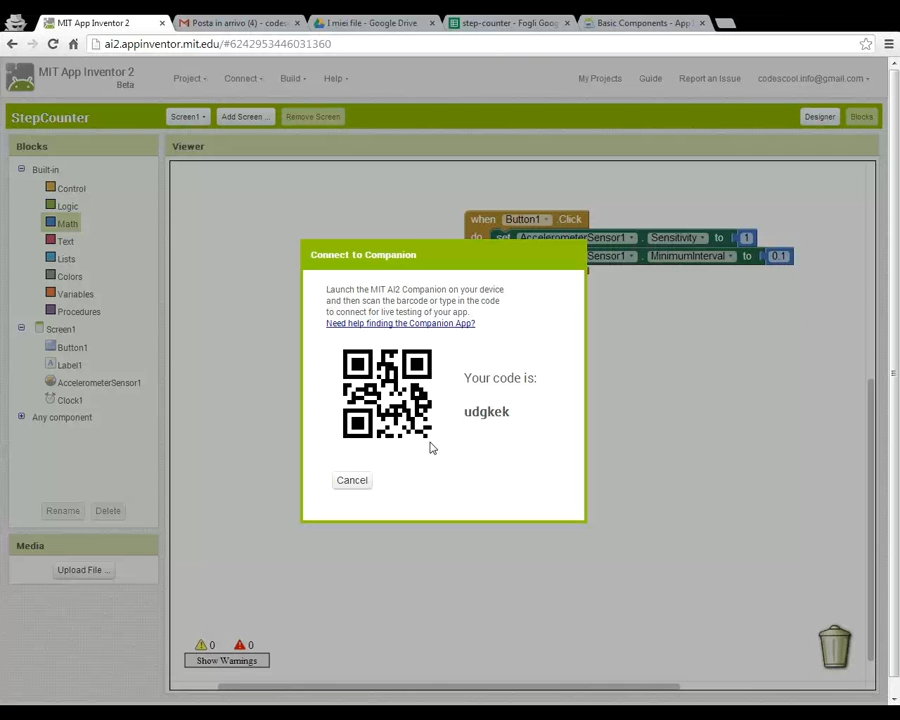 MIT App Inventor 2
Posta in arrivo (4) - codes
I miei file - Google Drive
step-counter - Fogli Goog
Basic Components - App I
ai2.appinventor.mit.edu/#6242953446031360
MIT App Inventor 2
Beta
Project
Connect
Build
Help
My Projects
Guide
Report an Issue
codescool.info@gmail.com
StepCounter
Screen1
Add Screen ...
Remove Screen
Designer
Blocks
Blocks
Viewer
Built-in
Control
Logic
Math
Text
Lists
Colors
Variables
Procedures
Screen1
Button1
Label1
AccelerometerSensor1
Clock1
Any component
Rename
Delete
Media
Upload File ...
when Button1 . Click
do set AccelerometerSensor1 . Sensitivity to 1
Sensor1 . MinimumInterval to 0.1
Connect to Companion
Launch the MIT AI2 Companion on your device
and then scan the barcode or type in the code
to connect for live testing of your app.
Need help finding the Companion App?
Your code is:
udgkek
Cancel
0
0
Show Warnings